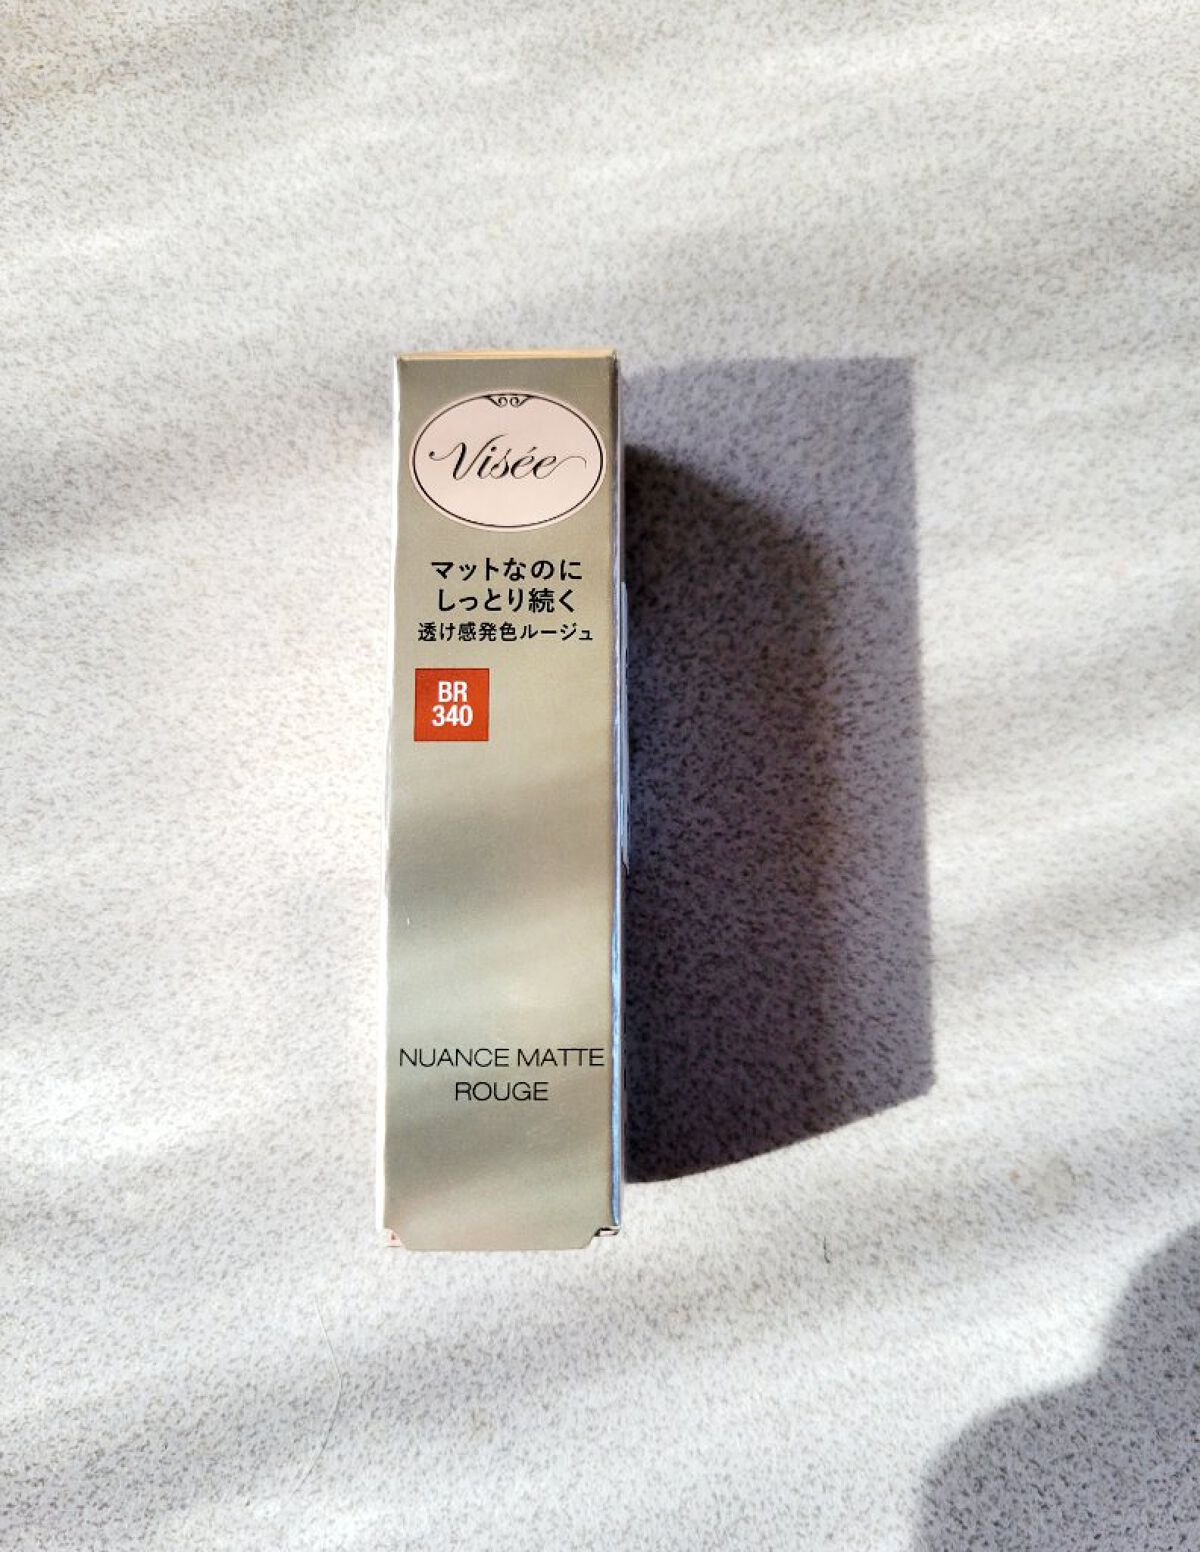 Visée
マットなのに
しっとり続く
透け感発色ルージュ
BR
340
NUANCE MATTE
ROUGE